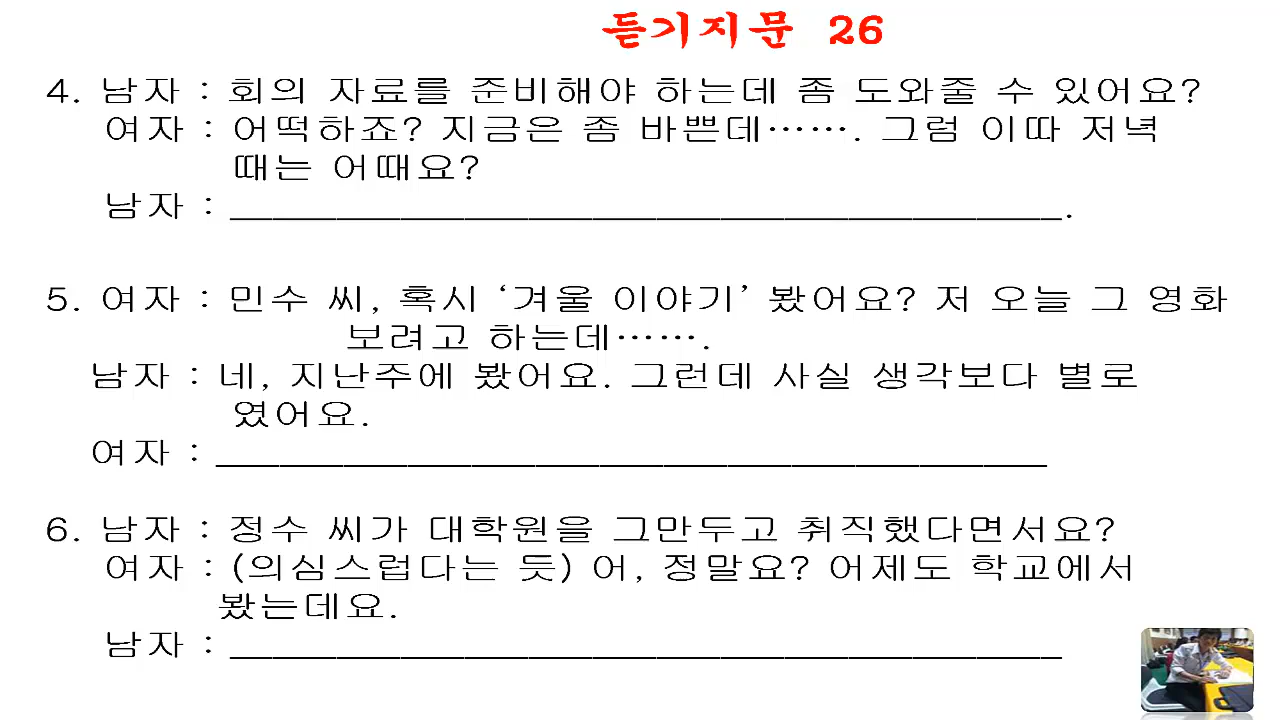 듣기지문 26
4. 남자 : 회의 자료를 준비해야 하는데 좀 도와줄 수 있어요?
여자 : 어떡하죠? 지금은 좀 바쁜데……. 그럼 이따 저녁
때는 어때요?
남자 : _______________________________________.
5. 여자 : 민수 씨, 혹시 ‘겨울 이야기’ 봤어요? 저 오늘 그 영화
보려고 하는데…….
남자 : 네, 지난주에 봤어요. 그런데 사실 생각보다 별로
였어요.
여자 : _______________________________________
6. 남자 : 정수 씨가 대학원을 그만두고 취직했다면서요?
여자 : (의심스럽다는 듯) 어, 정말요? 어제도 학교에서
봤는데요.
남자 : _______________________________________